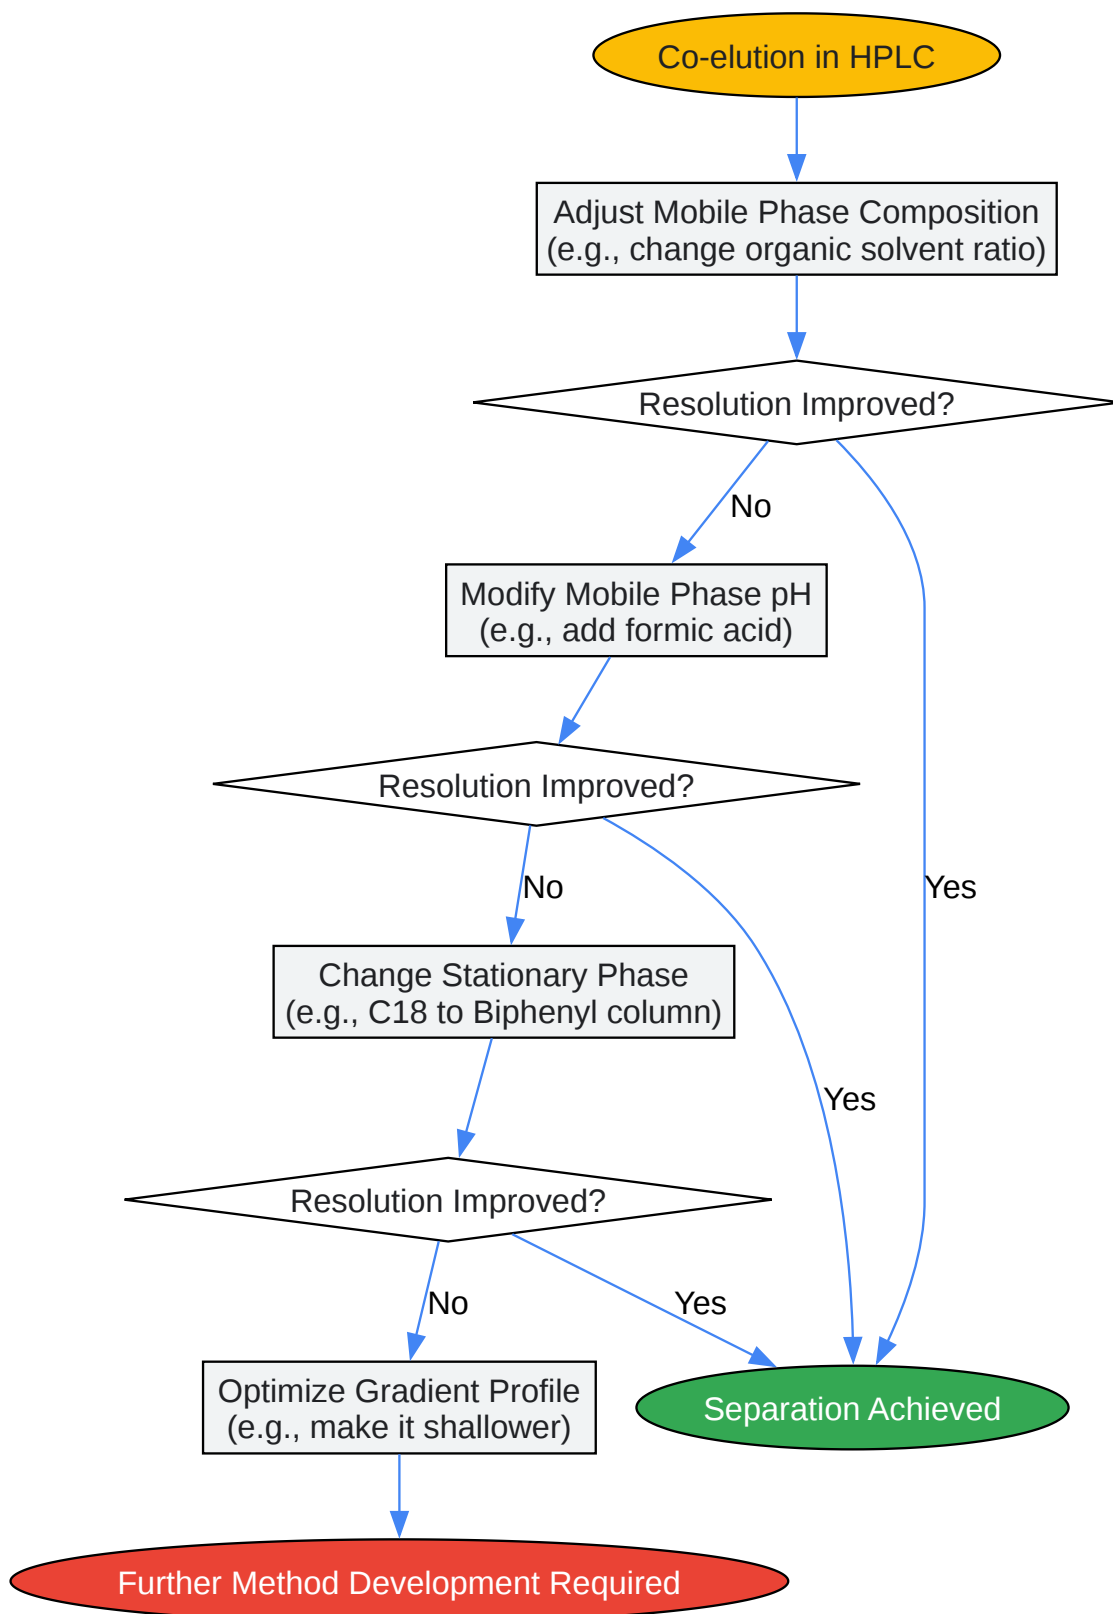 Co-elution in HPLC
Adjust Mobile Phase Composition
(e.g., change organic solvent ratio)
Resolution Improved?
No
Modify Mobile Phase pH
(e.g., add formic acid)
Resolution Improved?
No
Yes
Change Stationary Phase
(e.g., C18 to Biphenyl column)
Yes
Resolution Improved?
No
Yes
Optimize Gradient Profile
(e.g., make it shallower)
Separation Achieved
Further Method Development Required